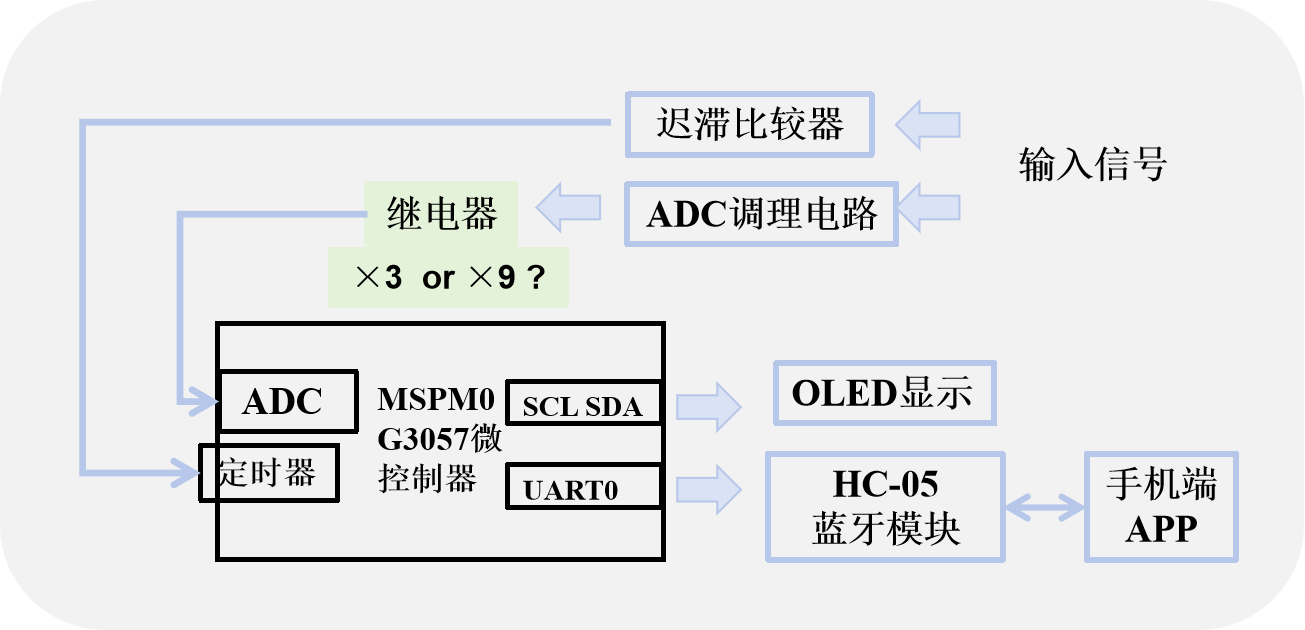 迟滞比较器
输入信号
继电器
ADC调理电路
×3 or ×9 ?
ADC
MSPM0
G3057微
控制器
SCL SDA
OLED显示
定时器
UART0
HC-05
蓝牙模块
手机端
APP